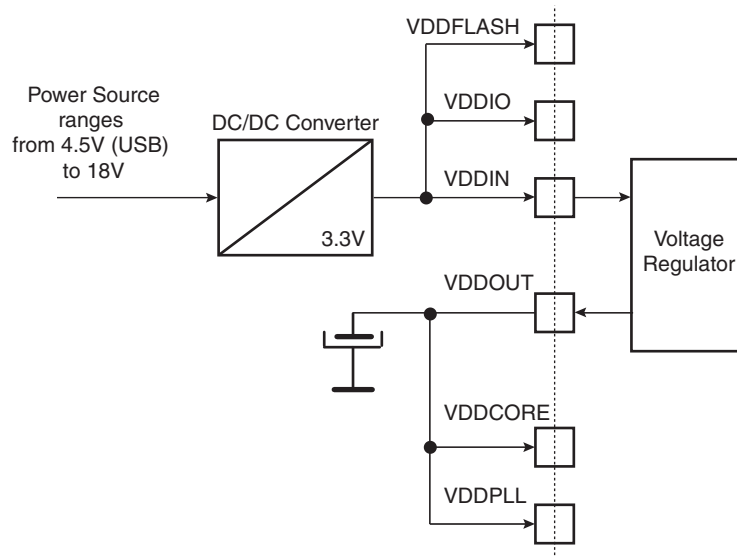 VDDFLASH
Power Source
ranges
from 4.5V (USB)
to 18V
DC/DC Converter
3.3V
VDDIO
VDDIN
Voltage
Regulator
VDDOUT
VDDCORE
VDDPLL